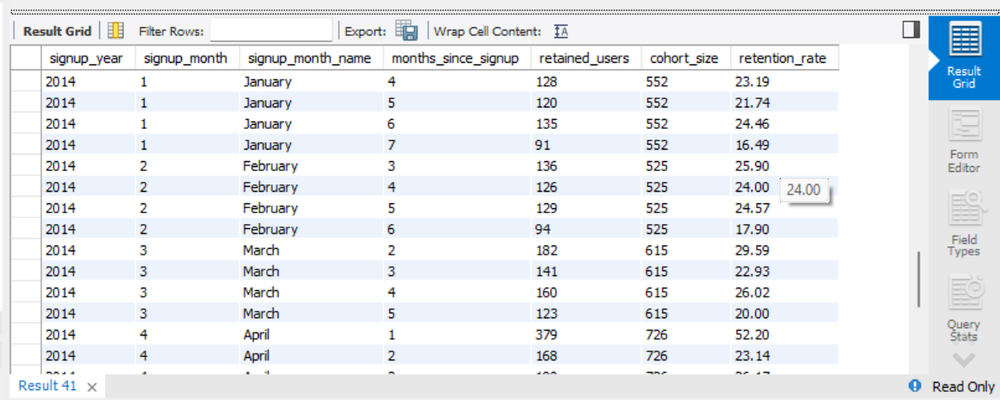 Result Grid Filter Rows: Export: Wrap Cell Content: IA
signup_year signup_month signup_month_name months_since_signup retained_users cohort_size retention_rate
2014 1 January 4 128 552 23.19
2014 1 January 5 120 552 21.74
2014 1 January 6 135 552 24.46
2014 1 January 7 91 552 16.49
2014 2 February 3 136 525 25.90
2014 2 February 4 126 525 24.00 24.00
2014 2 February 5 129 525 24.57
2014 2 February 6 94 525 17.90
2014 3 March 2 182 615 29.59
2014 3 March 3 141 615 22.93
2014 3 March 4 160 615 26.02
2014 3 March 5 123 615 20.00
2014 4 April 1 379 726 52.20
2014 4 April 2 168 726 23.14
Result 41 Read Only
Result
Grid
Form
Editor
Field
Types
Query
Stats